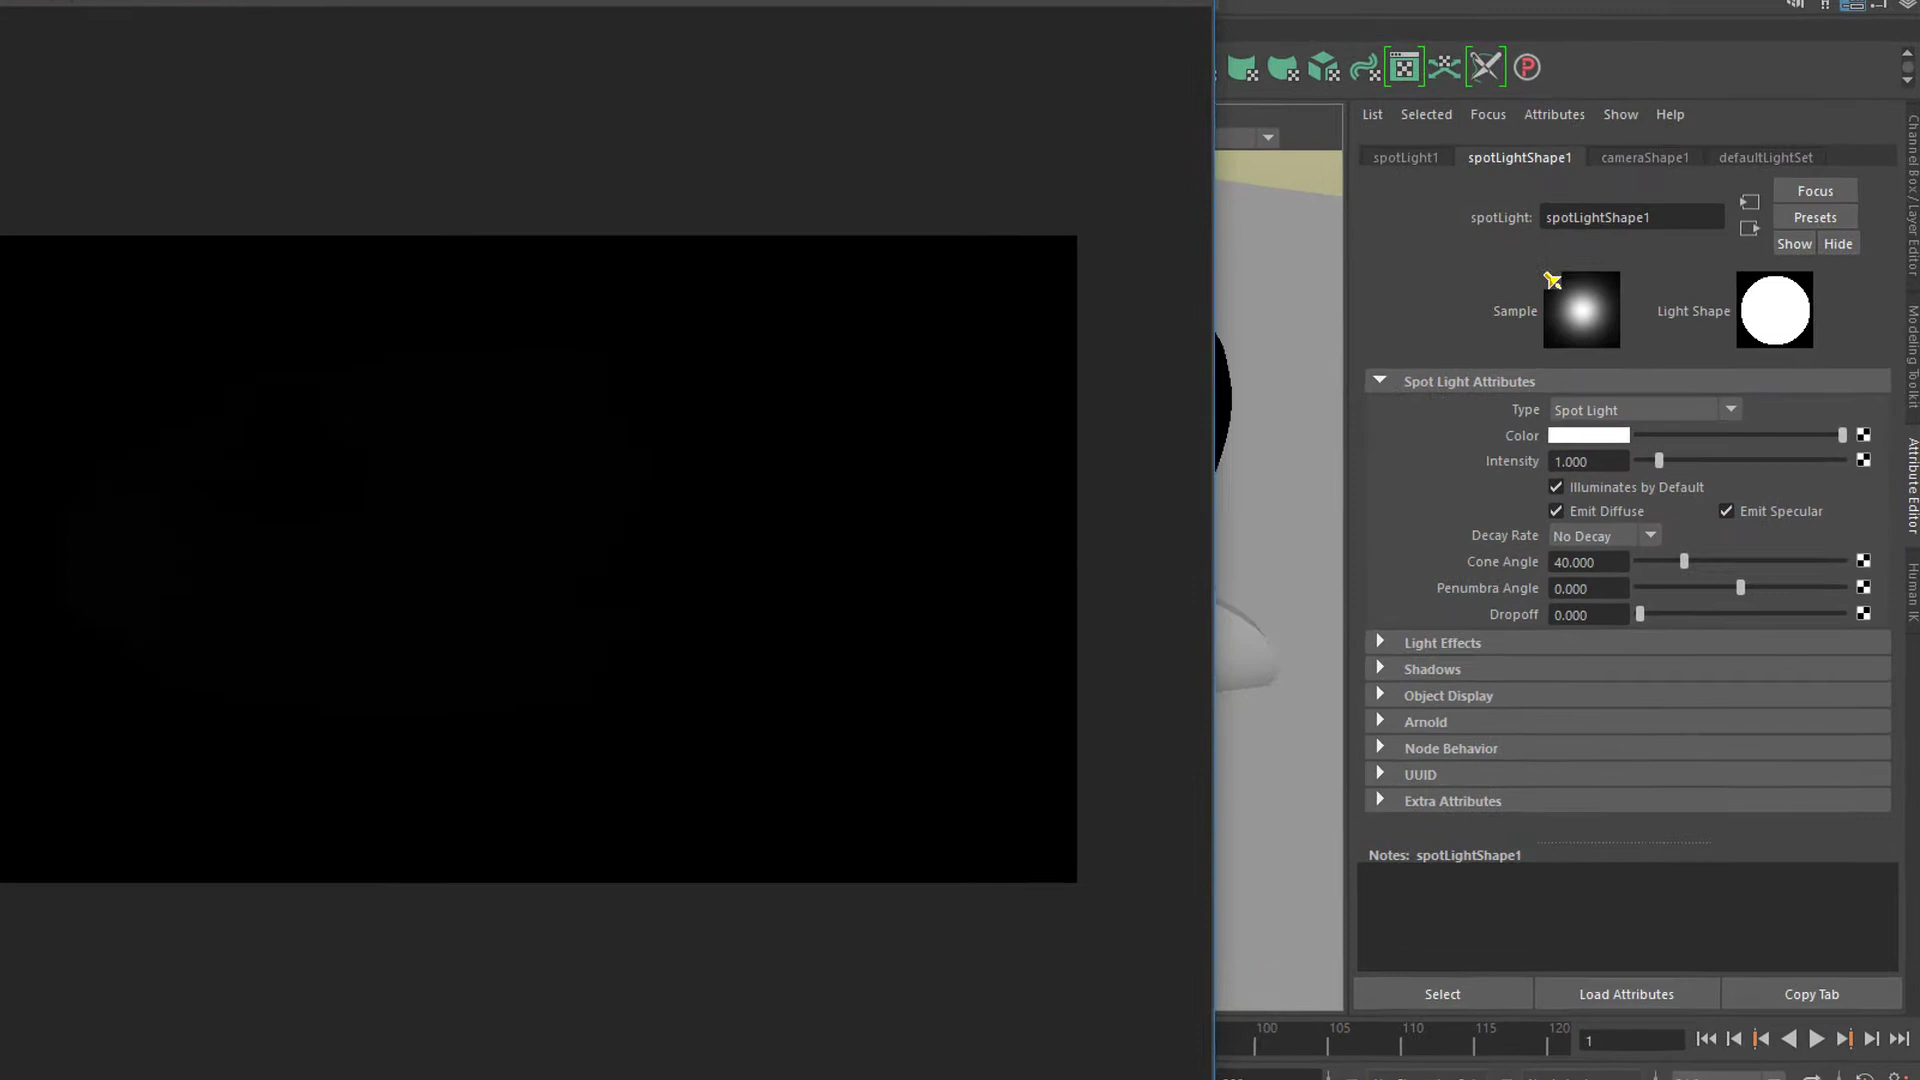 List Selected Focus Attributes Show Help
spotLight1 spotLightShape1 cameraShape1 defaultLightSet
Focus
spotLight: spotLightShape1
Presets
Show Hide
Sample Light Shape
Spot Light Attributes
Type Spot Light
Color
Intensity 1.000
Illuminates by Default
Emit Diffuse Emit Specular
Decay Rate No Decay
Cone Angle 40.000
Penumbra Angle 0.000
Dropoff 0.000
Light Effects
Shadows
Object Display
Arnold
Node Behavior
UUID
Extra Attributes
Notes: spotLightShape1
Select Load Attributes Copy Tab
100 105 110 115 120
1
Channel Box / Layer Editor
Modeling Toolkit
Attribute Editor
Human IK
P